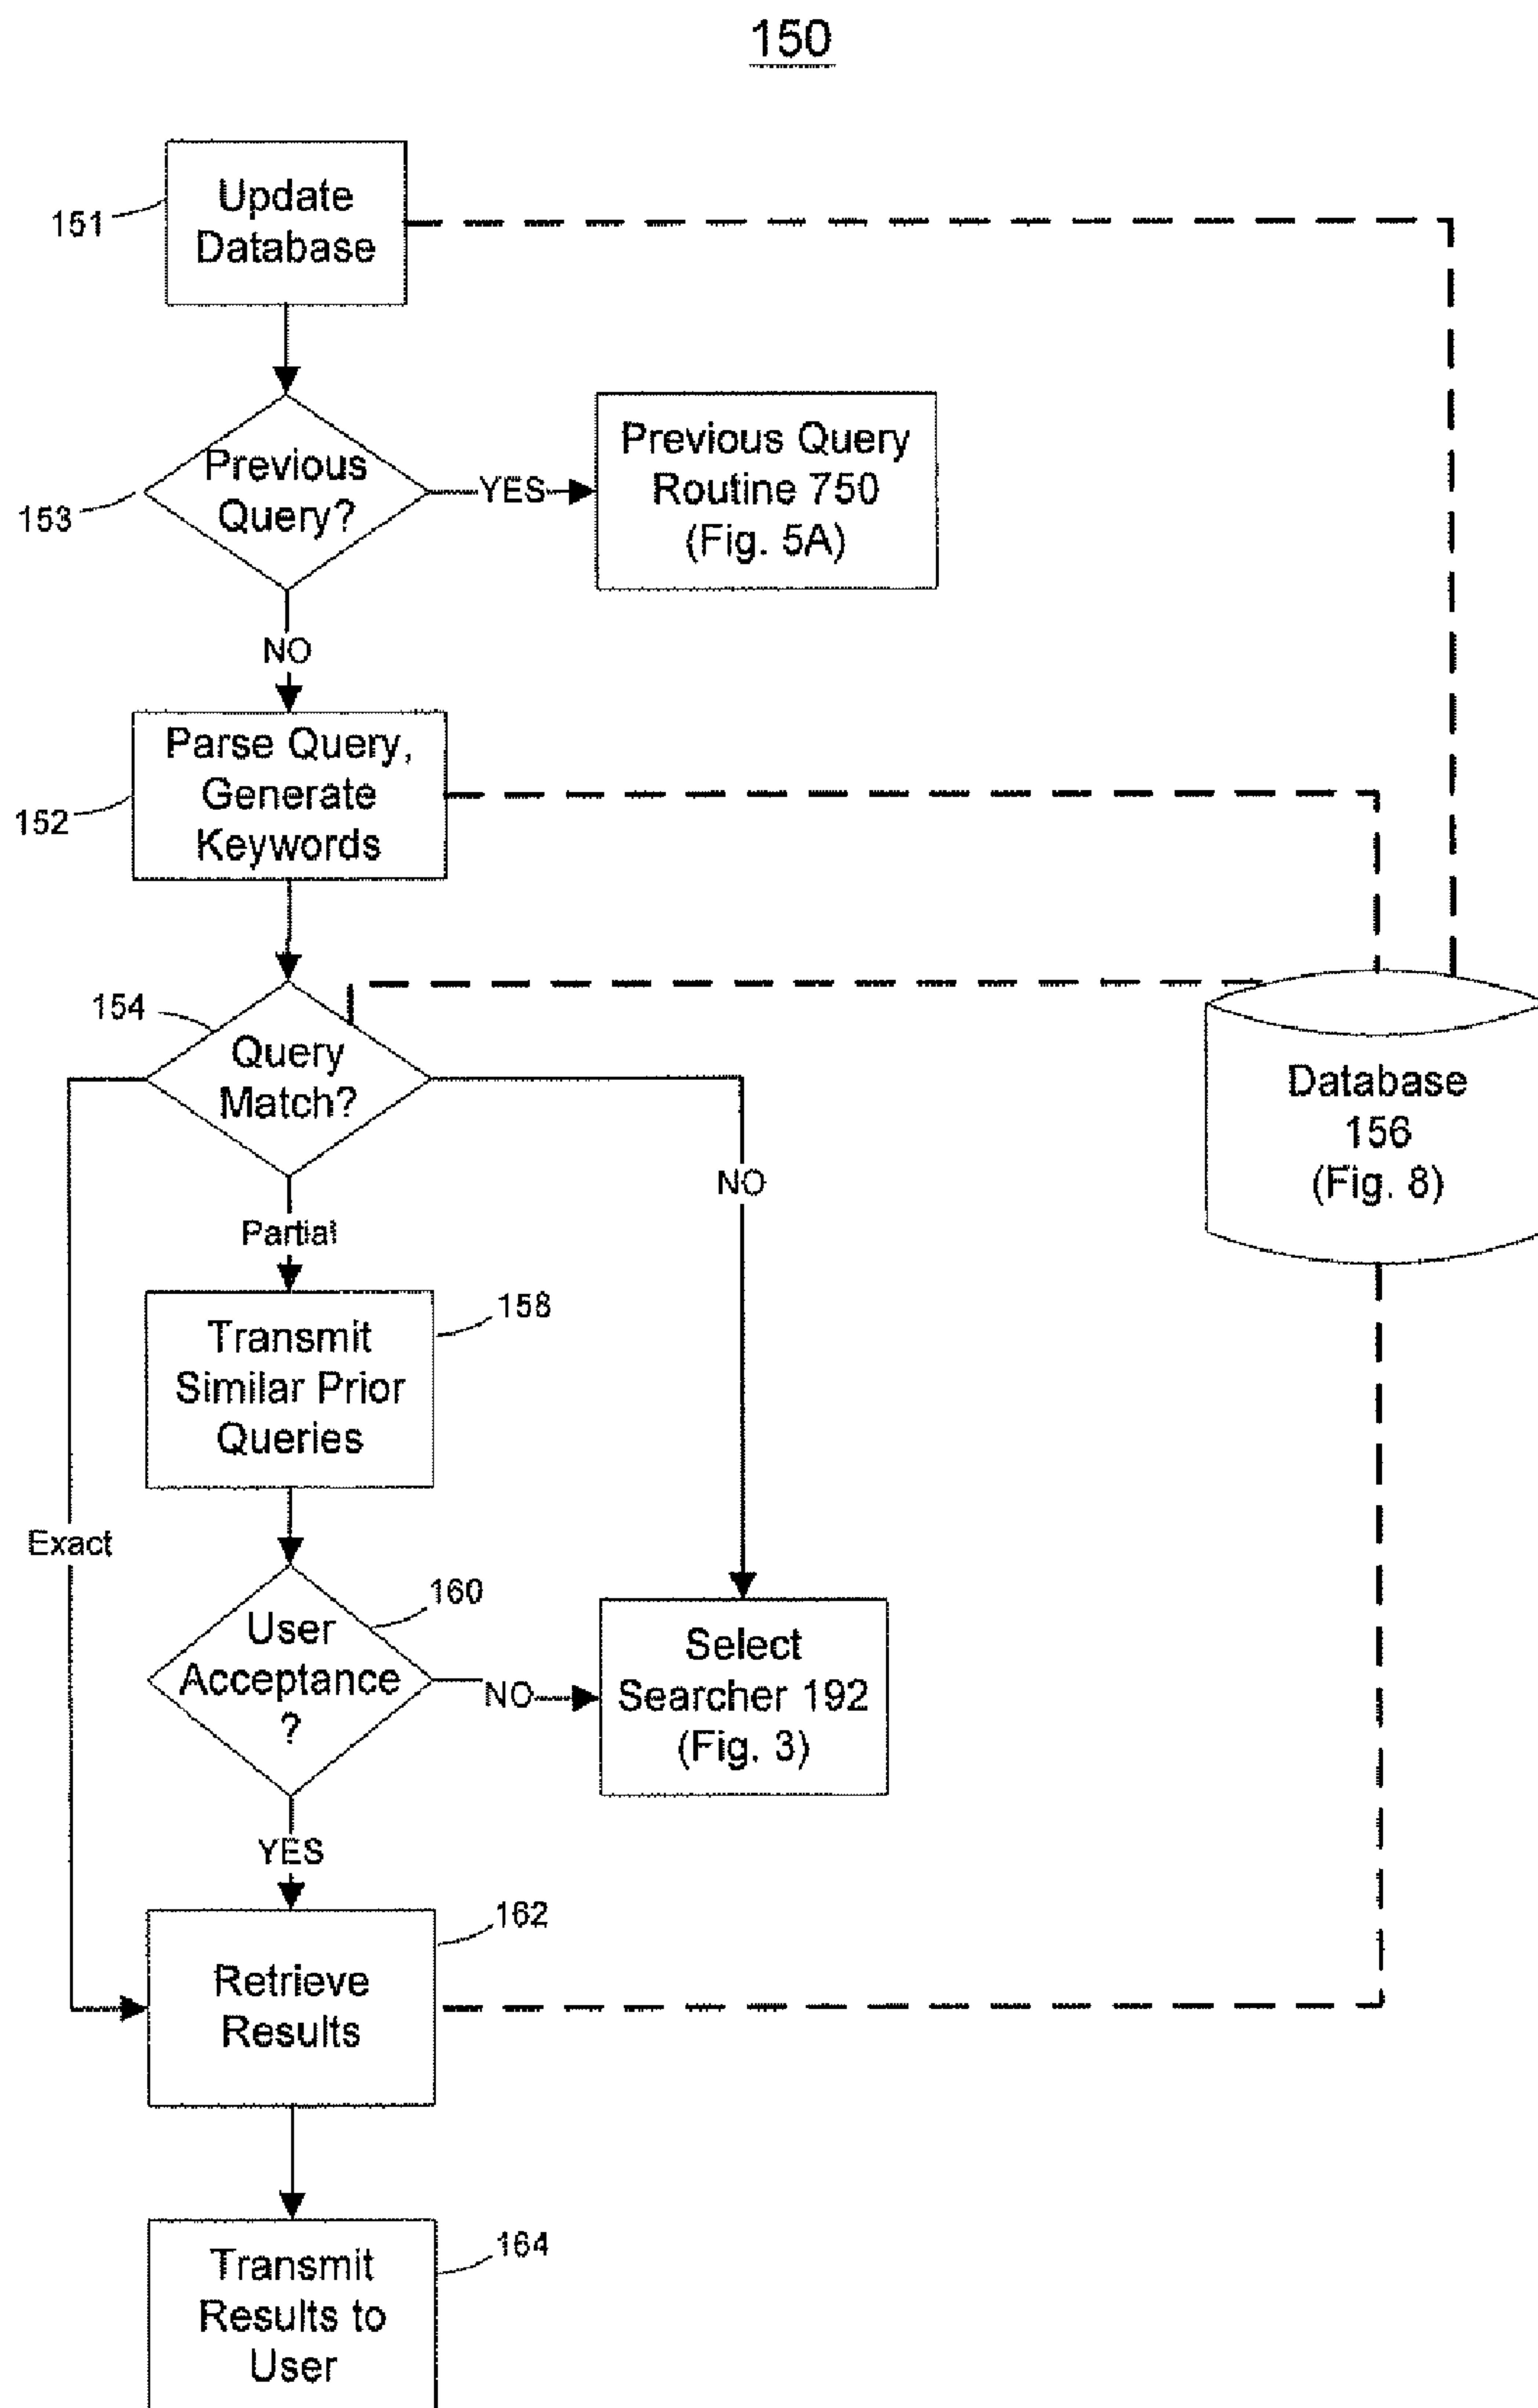 150
Update
Database
151
Previous
Query?
153
YES
Previous Query
Routine 750
(Fig. 5A)
NO
Parse Query,
Generate
Keywords
152
154
Query
Match?
NO
Database
156
(Fig. 8)
Partial
158
Transmit
Similar Prior
Queries
Exact
160
User
Acceptance
?
NO
Select
Searcher 192
(Fig. 3)
YES
162
Retrieve
Results
164
Transmit
Results to
User